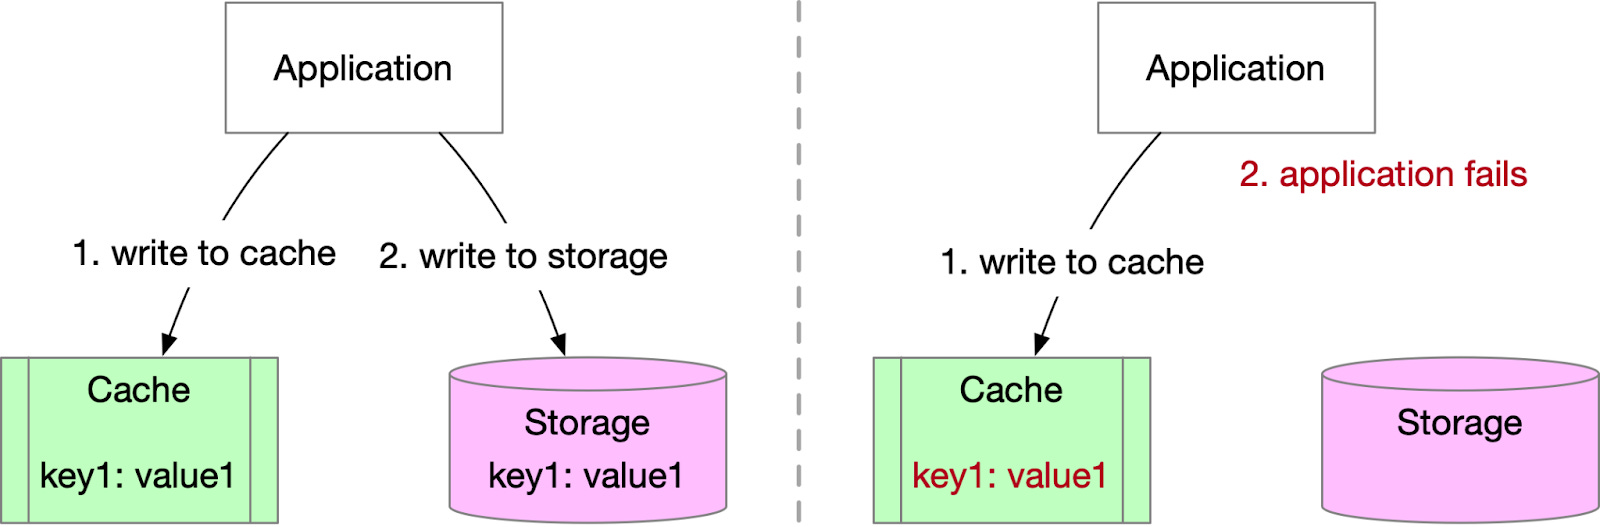 Application
1. write to cache
2. write to storage
Cache
key1: value1
Storage
key1: value1
Application
2. application fails
1. write to cache
Cache
key1: value1
Storage